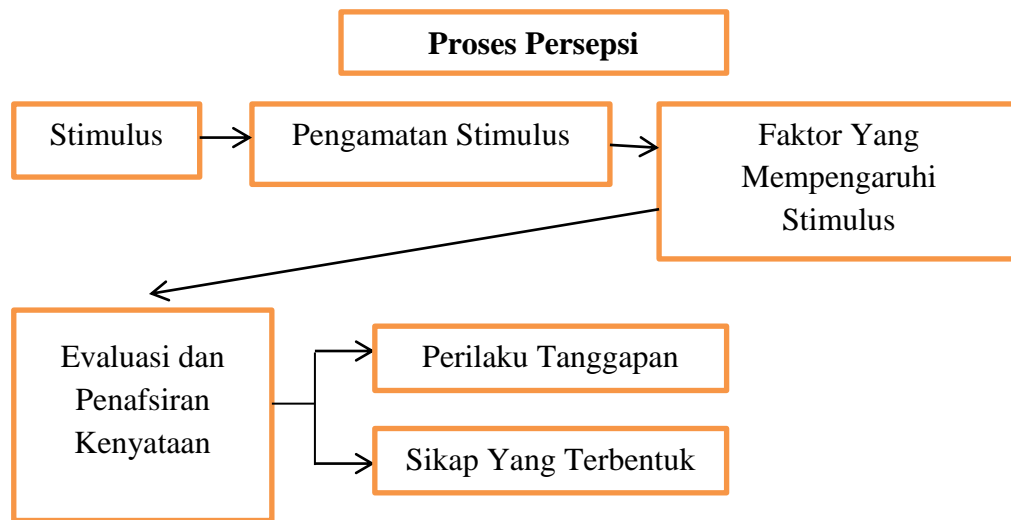 Proses Persepsi
Stimulus
Pengamatan Stimulus
Faktor Yang
Mempengaruhi
Stimulus
Evaluasi dan
Penafsiran
Kenyataan
Perilaku Tanggapan
Sikap Yang Terbentuk